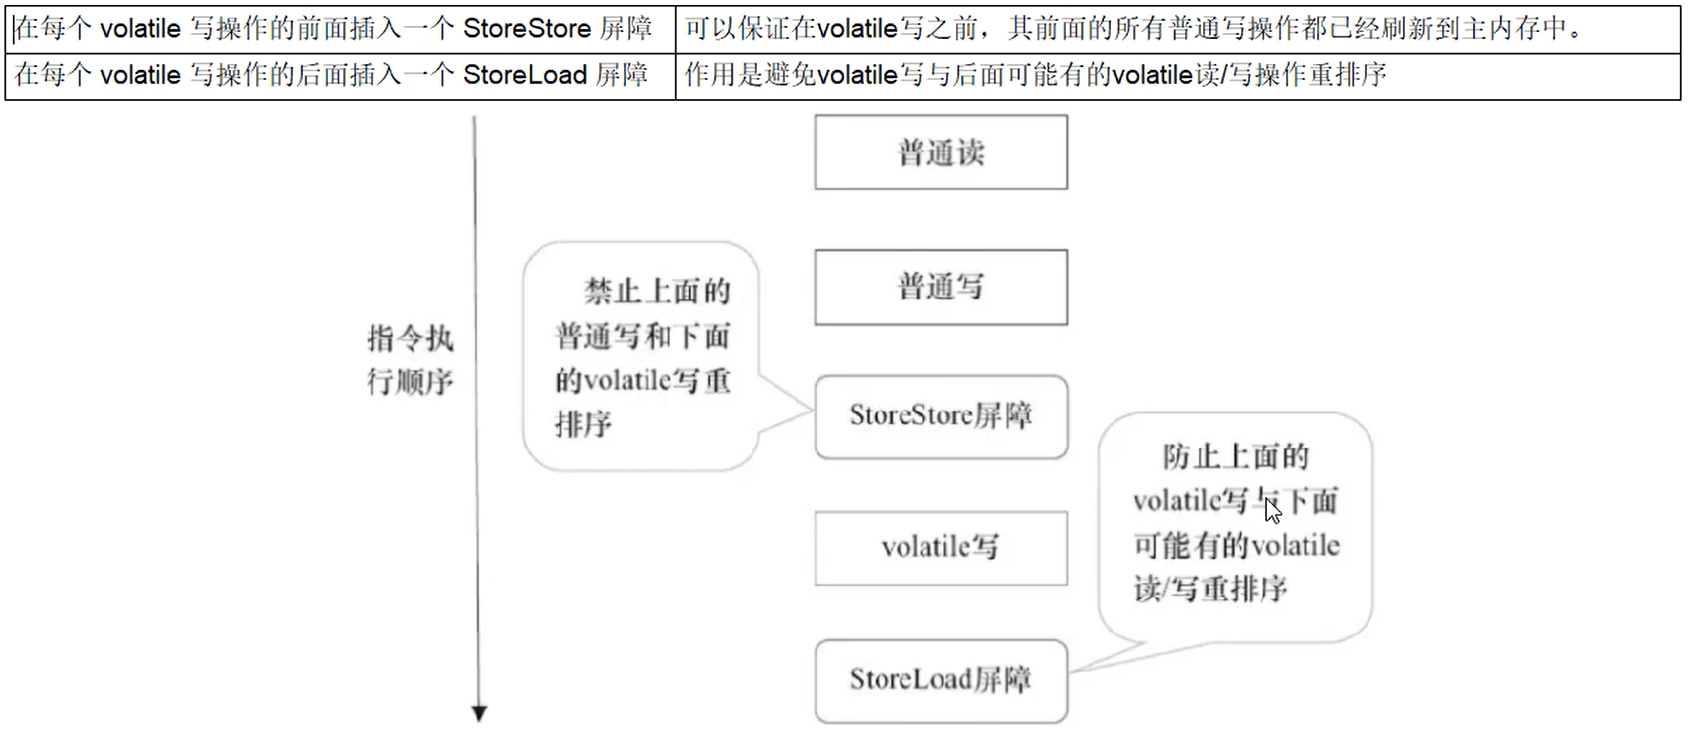 在每个 volatile 写操作的前面插入一个 StoreStore 屏障
可以保证在volatile写之前，其前面的所有普通写操作都已经刷新到主内存中。
在每个 volatile 写操作的后面插入一个 StoreLoad 屏障
作用是避免volatile写与后面可能有的volatile读/写操作重排序
普通读
普通写
禁止上面的
普通写和下面
的volatile写重
排序
指令执
行顺序
StoreStore屏障
防止上面的
volatile写与下面
可能有的volatile
读/写重排序
volatile写
StoreLoad屏障